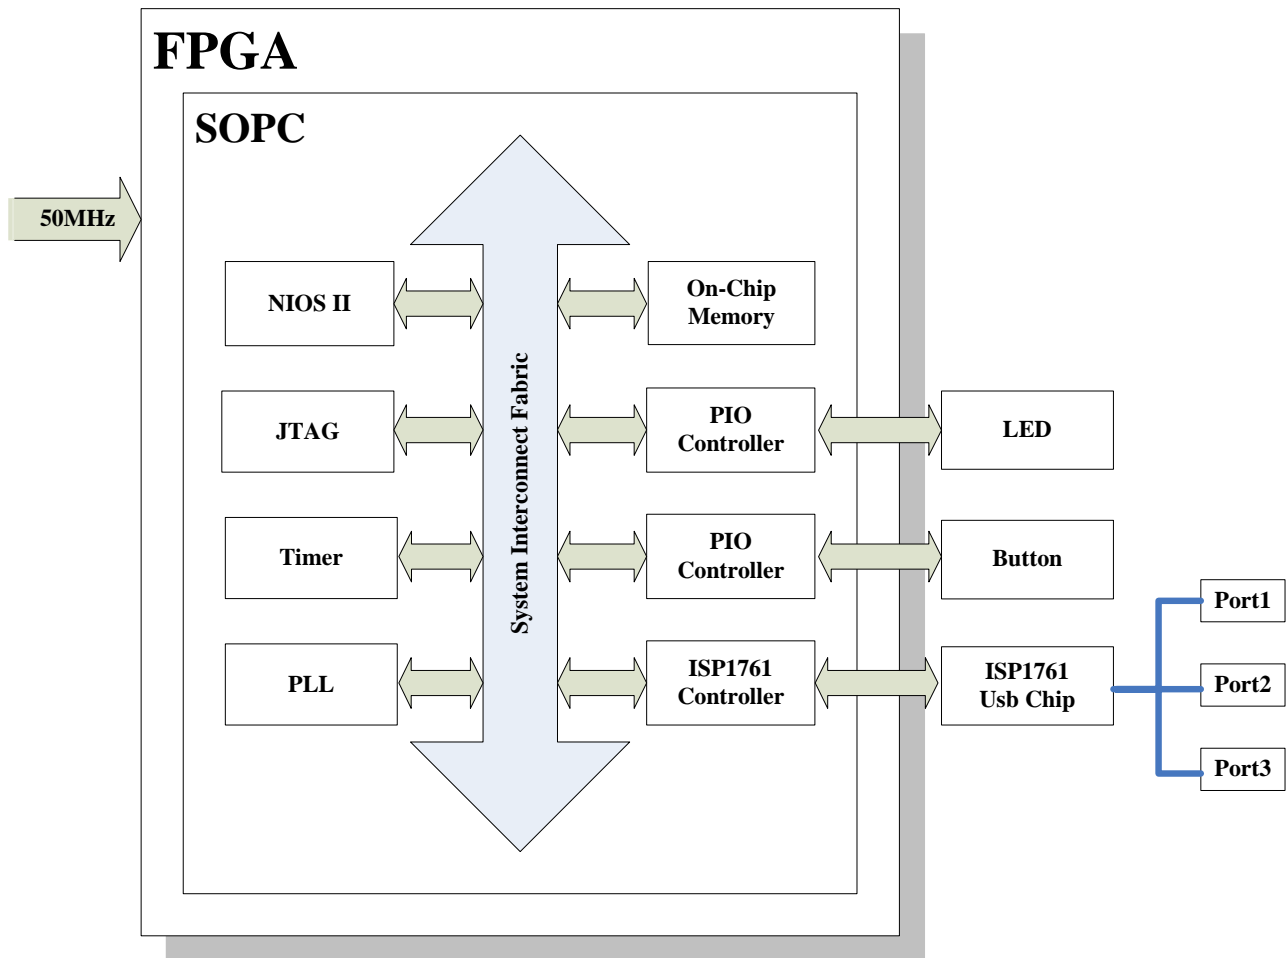 FPGA
SOPC
50MHz
NIOS II
On-Chip
Memory
System Interconnect Fabric
JTAG
PIO
Controller
LED
Timer
PIO
Controller
Button
PLL
ISP1761
Controller
ISP1761
Usb Chip
Port1
Port2
Port3